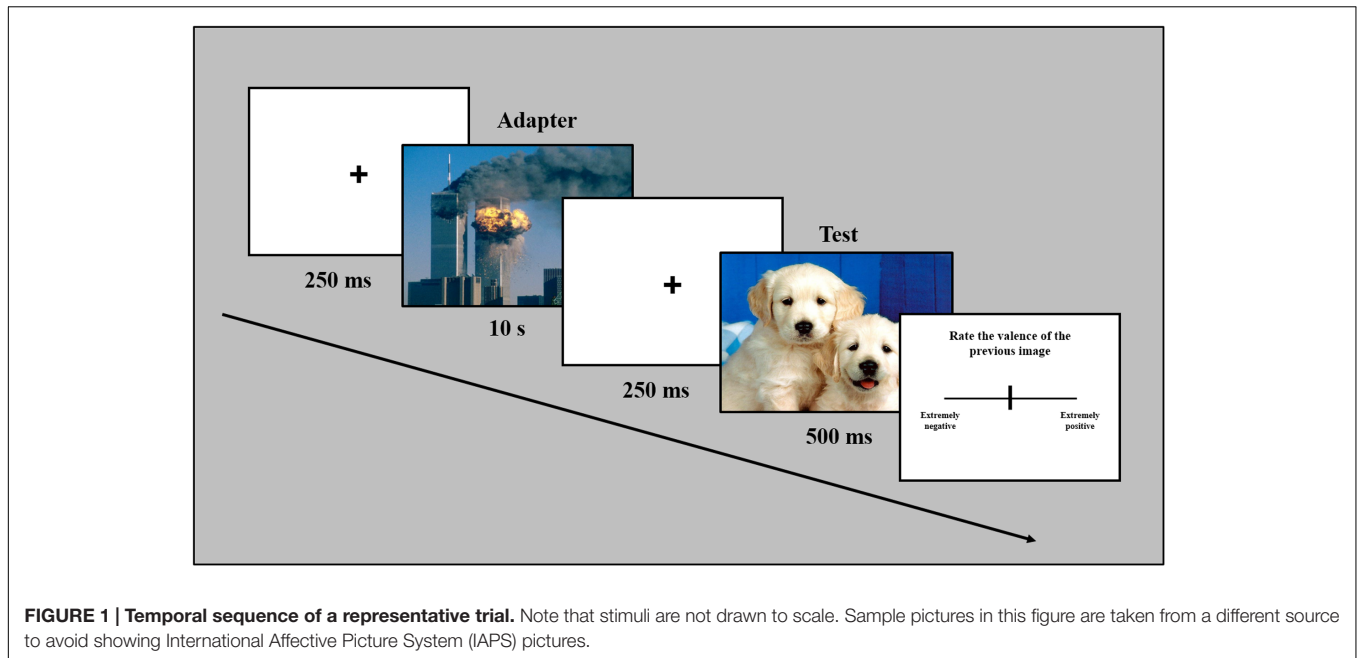 Adapter
+
250 ms
10 s
+
250 ms
Test
500 ms
Rate the valence of the
previous image
Extremely
negative
Extremely
positive
FIGURE 1 | Temporal sequence of a representative trial. Note that stimuli are not drawn to scale. Sample pictures in this figure are taken from a different source
to avoid showing International Affective Picture System (IAPS) pictures.